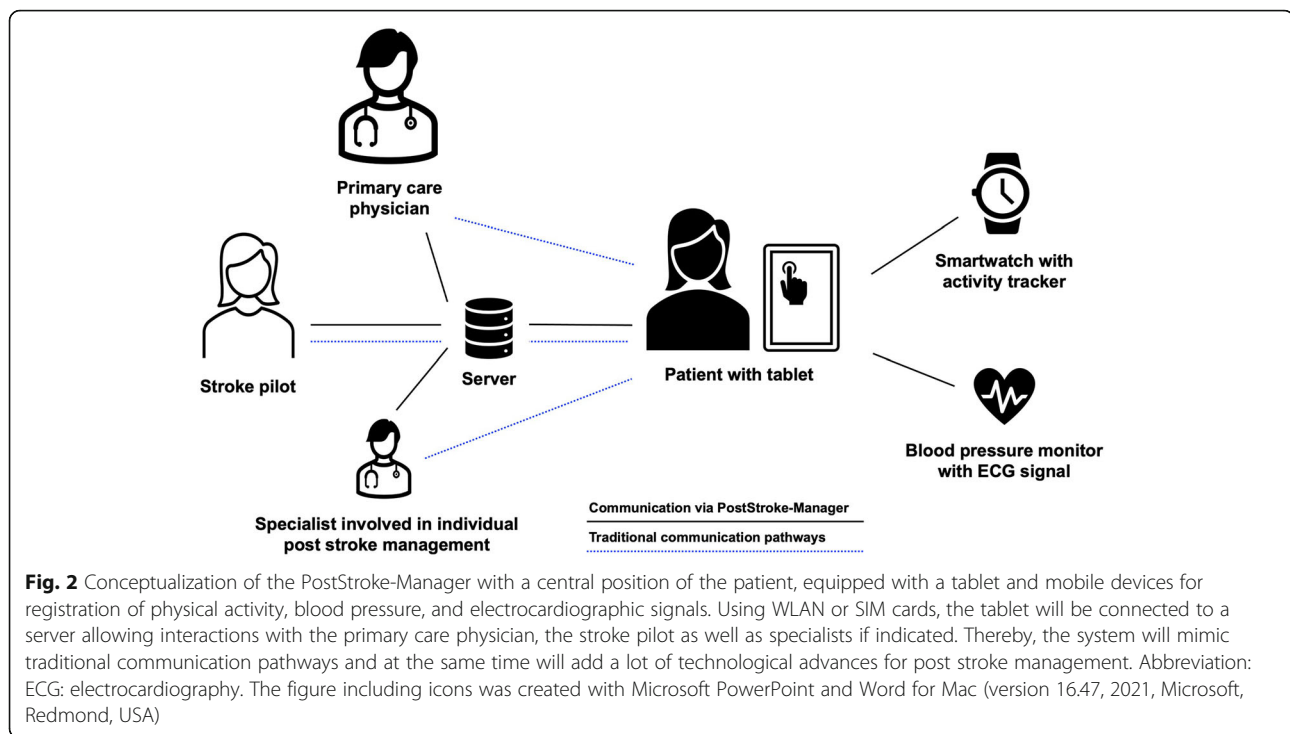 Primary care
physician
Smartwatch with
activity tracker
Stroke pilot
Server
Patient with tablet
Blood pressure monitor
with ECG signal
Specialist involved in individual
post stroke management
Communication via PostStroke-Manager
Traditional communication pathways
Fig. 2 Conceptualization of the PostStroke-Manager with a central position of the patient, equipped with a tablet and mobile devices for
registration of physical activity, blood pressure, and electrocardiographic signals. Using WLAN or SIM cards, the tablet will be connected to a
server allowing interactions with the primary care physician, the stroke pilot as well as specialists if indicated. Thereby, the system will mimic
traditional communication pathways and at the same time will add a lot of technological advances for post stroke management. Abbreviation:
ECG: electrocardiography. The figure including icons was created with Microsoft PowerPoint and Word for Mac (version 16.47, 2021, Microsoft,
Redmond, USA)